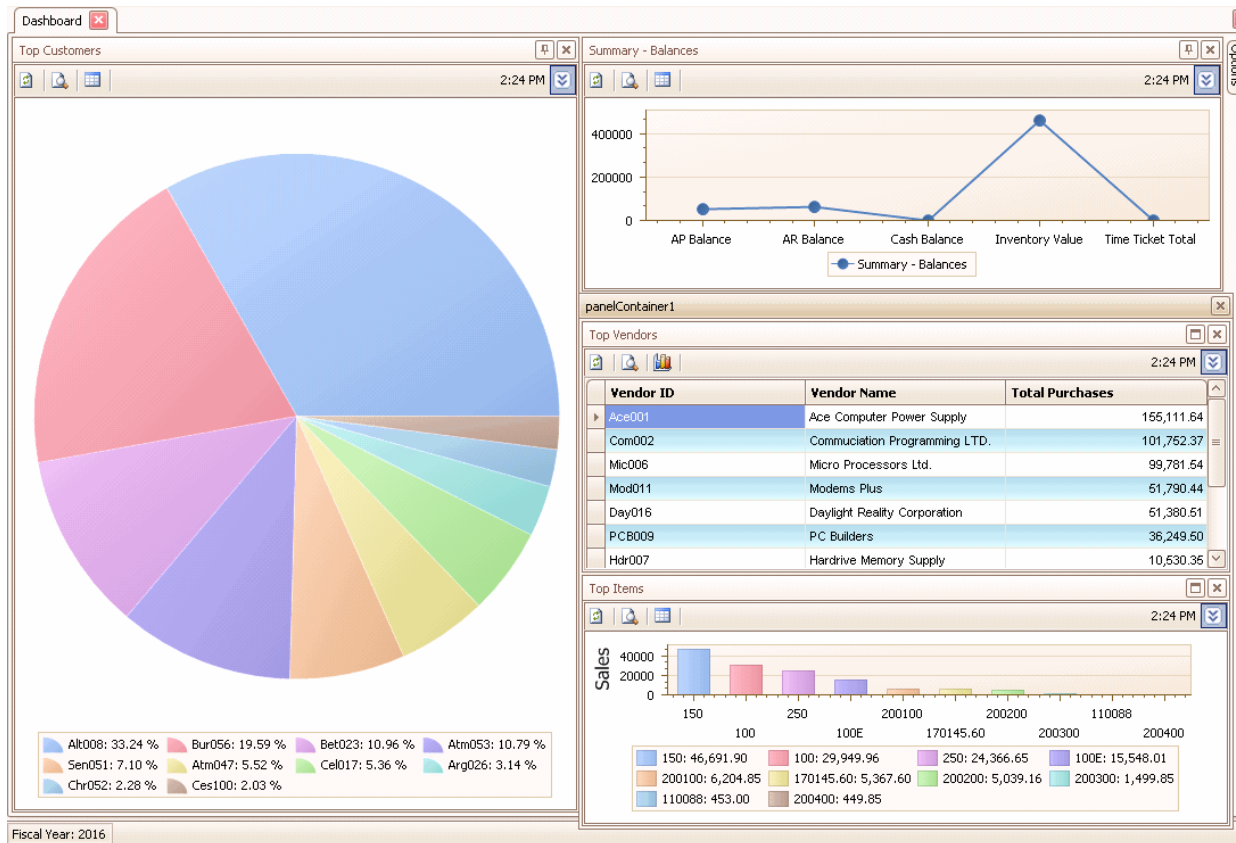 Dashboard
Top Customers
2:24 PM
Alt008: 33.24 % Bur056: 19.59 % Bet023: 10.96 % Atm053: 10.79 %
Sen051: 7.10 % Atm047: 5.52 % Cel017: 5.36 % Arg026: 3.14 %
Chr052: 2.28 % Ces100: 2.03 %
Summary - Balances
2:24 PM
400000
200000
0
AP Balance AR Balance Cash Balance Inventory Value Time Ticket Total
Summary - Balances
Options
panelContainer1
Top Vendors
2:24 PM
Vendor ID Vendor Name Total Purchases
Ace001 Ace Computer Power Supply 155,111.64
Com002 Commuciation Programming LTD. 101,752.37
Mic006 Micro Processors Ltd. 99,781.54
Mod011 Modems Plus 51,790.44
Day016 Daylight Reality Corporation 51,380.51
PCB009 PC Builders 36,249.50
Hdr007 Hardrive Memory Supply 10,530.35
Top Items
2:24 PM
Sales
40000
20000
0
150 250 200100 200200 110088
100 100E 170145.60 200300 200400
150: 46,691.90 100: 29,949.96 250: 24,366.65 100E: 15,548.01
200100: 6,204.85 170145.60: 5,367.60 200200: 5,039.16 200300: 1,499.85
110088: 453.00 200400: 449.85
Fiscal Year: 2016